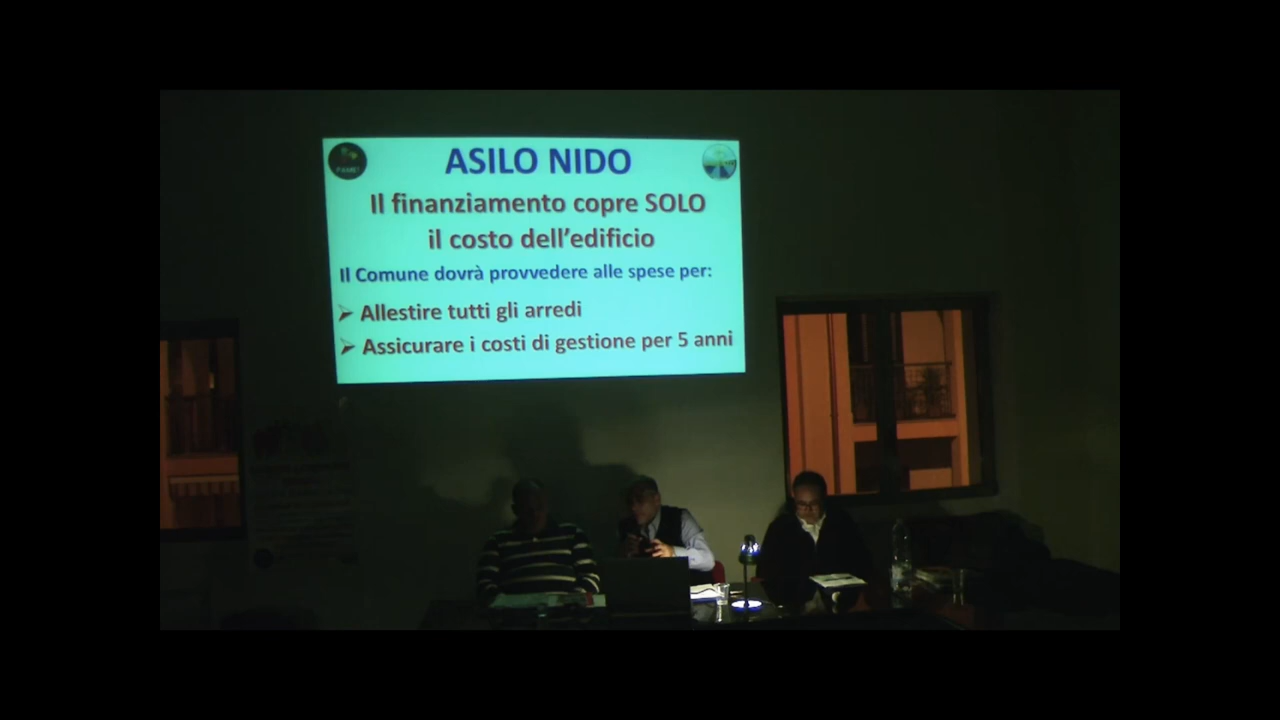 ASILO NIDO
Il finanziamento copre SOLO
il costo dell'edificio
Il Comune dovrà provvedere alle spese per:
➢ Allestire tutti gli arredi
➢ Assicurare i costi di gestione per 5 anni